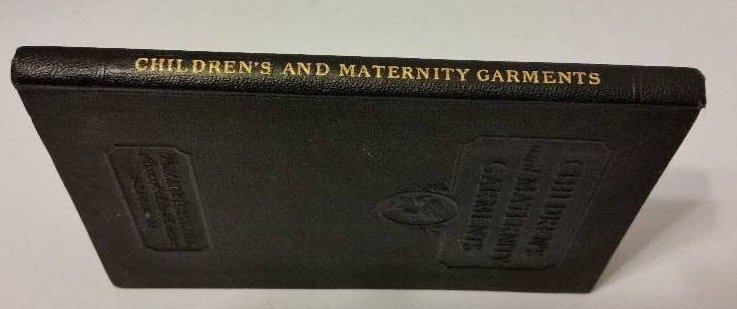 CHILDREN'S AND MATERNITY GARMENTS
CHILDREN'S
AND MATERNITY
GARMENTS